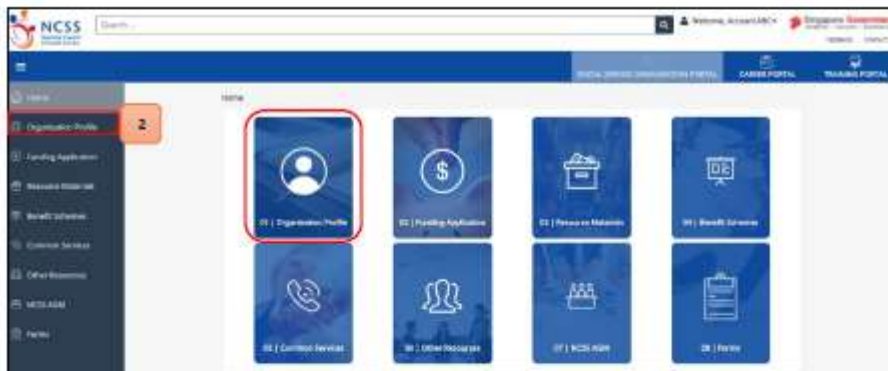 NCSS
Search...
Welcome, Account ABC
Singapore Government
CONTACT
SOCIAL SERVICE ORGANISATION PORTAL
CAREER PORTAL
TRAINING PORTAL
Home
Home
Organisation Profile
2
Funding Application
Resource Materials
Benefit Schemes
Common Services
Other Resources
NCSS AGM
Forms
01 | Organisation Profile
02 | Funding Application
03 | Resource Materials
04 | Benefit Schemes
05 | Common Services
06 | Other Resources
07 | NCSS AGM
08 | Forms